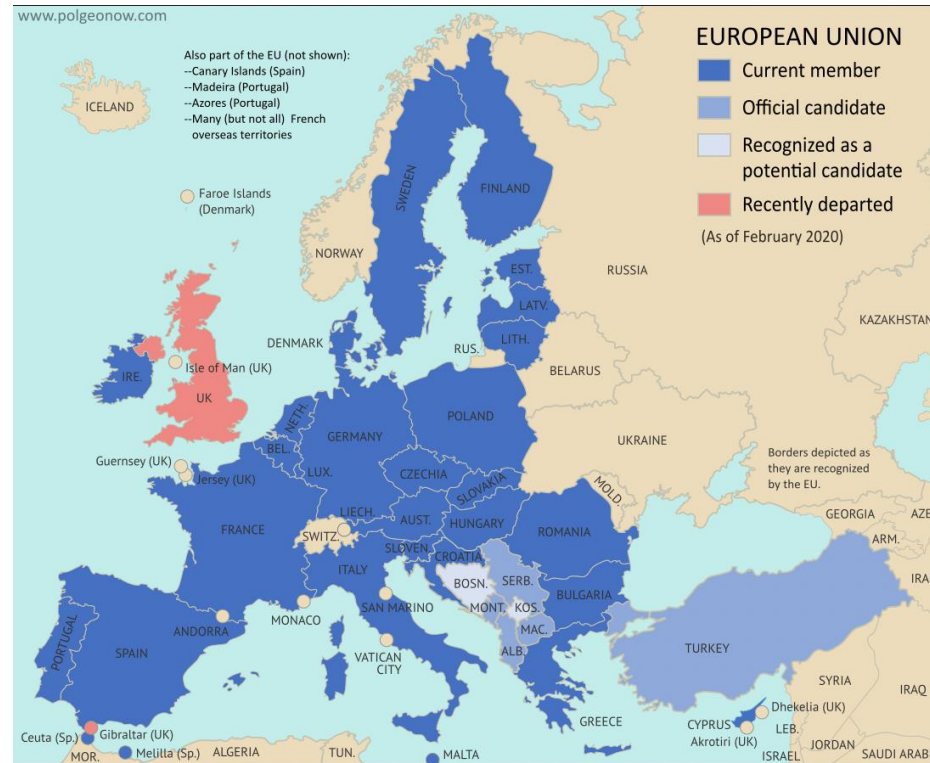 www.polgeonow.com
Also part of the EU (not shown):
--Canary Islands (Spain)
--Madeira (Portugal)
--Azores (Portugal)
--Many (but not all) French
overseas territories
EUROPEAN UNION
Current member
Official candidate
Recognized as a
potential candidate
Recently departed
(As of February 2020)
ICELAND
Faroe Islands
(Denmark)
SWEDEN
FINLAND
NORWAY
RUSSIA
EST.
LATV.
LITH.
RUS.
DENMARK
KAZAKHSTAN
BELARUS
IRE.
Isle of Man (UK)
UK
NETH.
POLAND
BEL.
GERMANY
UKRAINE
Guernsey (UK)
Jersey (UK)
LUX.
CZECHIA
SLOVAKIA
MOLD.
Borders depicted as
they are recognized
by the EU.
FRANCE
LIECH.
SWITZ.
AUST.
HUNGARY
ROMANIA
GEORGIA
AZE
ARM.
IRA
ITALY
SLOVEN.
CROATIA
BOSN.
SERB.
BULGARIA
SAN MARINO
MONT.
KOS.
MAC.
ALB.
MONACO
ANDORRA
VATICAN
CITY
PORTUGAL
SPAIN
TURKEY
SYRIA
IRAQ
GREECE
CYPRUS
Dhekelia (UK)
Akrotiri (UK)
LEB.
ISRAEL
JORDAN
SAUDI ARAB
Ceuta (Sp.)
Gibraltar (UK)
MOR.
Melilla (Sp.)
ALGERIA
TUN.
MALTA